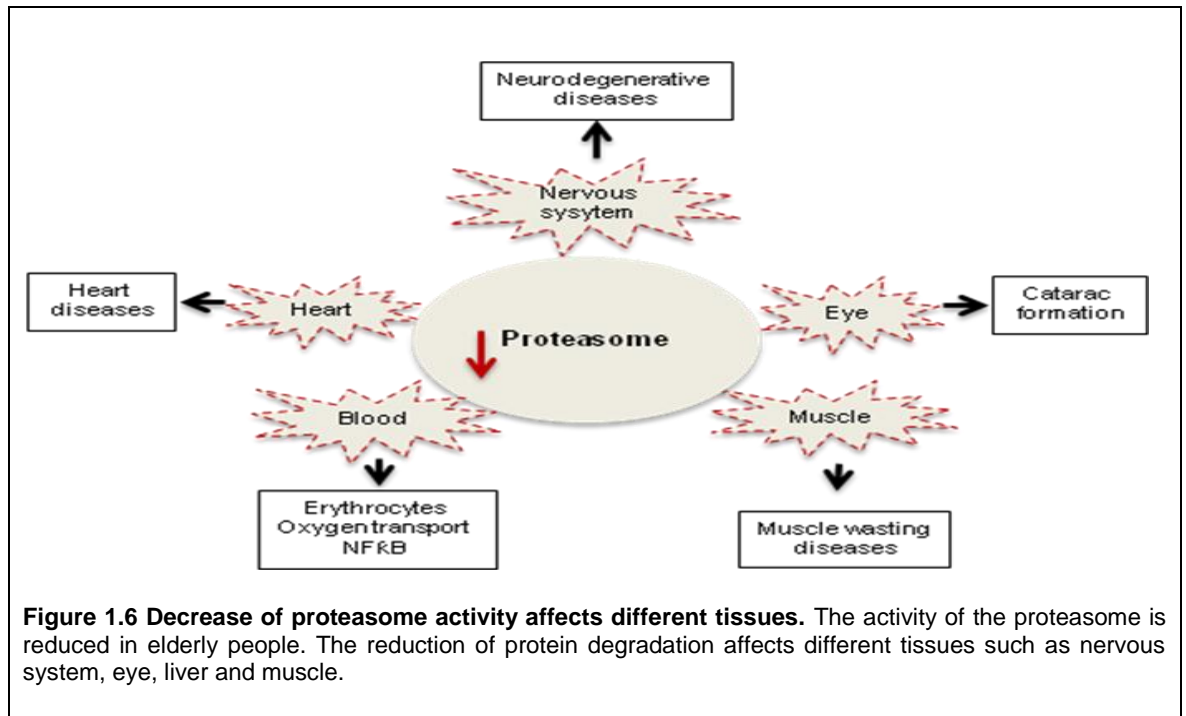 Neurodegenerative
diseases
Nervous
sysytem
Heart
diseases
Heart
Proteasome
Eye
Catarac
formation
Blood
Muscle
Erythrocytes
Oxygen transport
NFƙB
Muscle wasting
diseases
Figure 1.6 Decrease of proteasome activity affects different tissues. The activity of the proteasome is
reduced in elderly people. The reduction of protein degradation affects different tissues such as nervous
system, eye, liver and muscle.